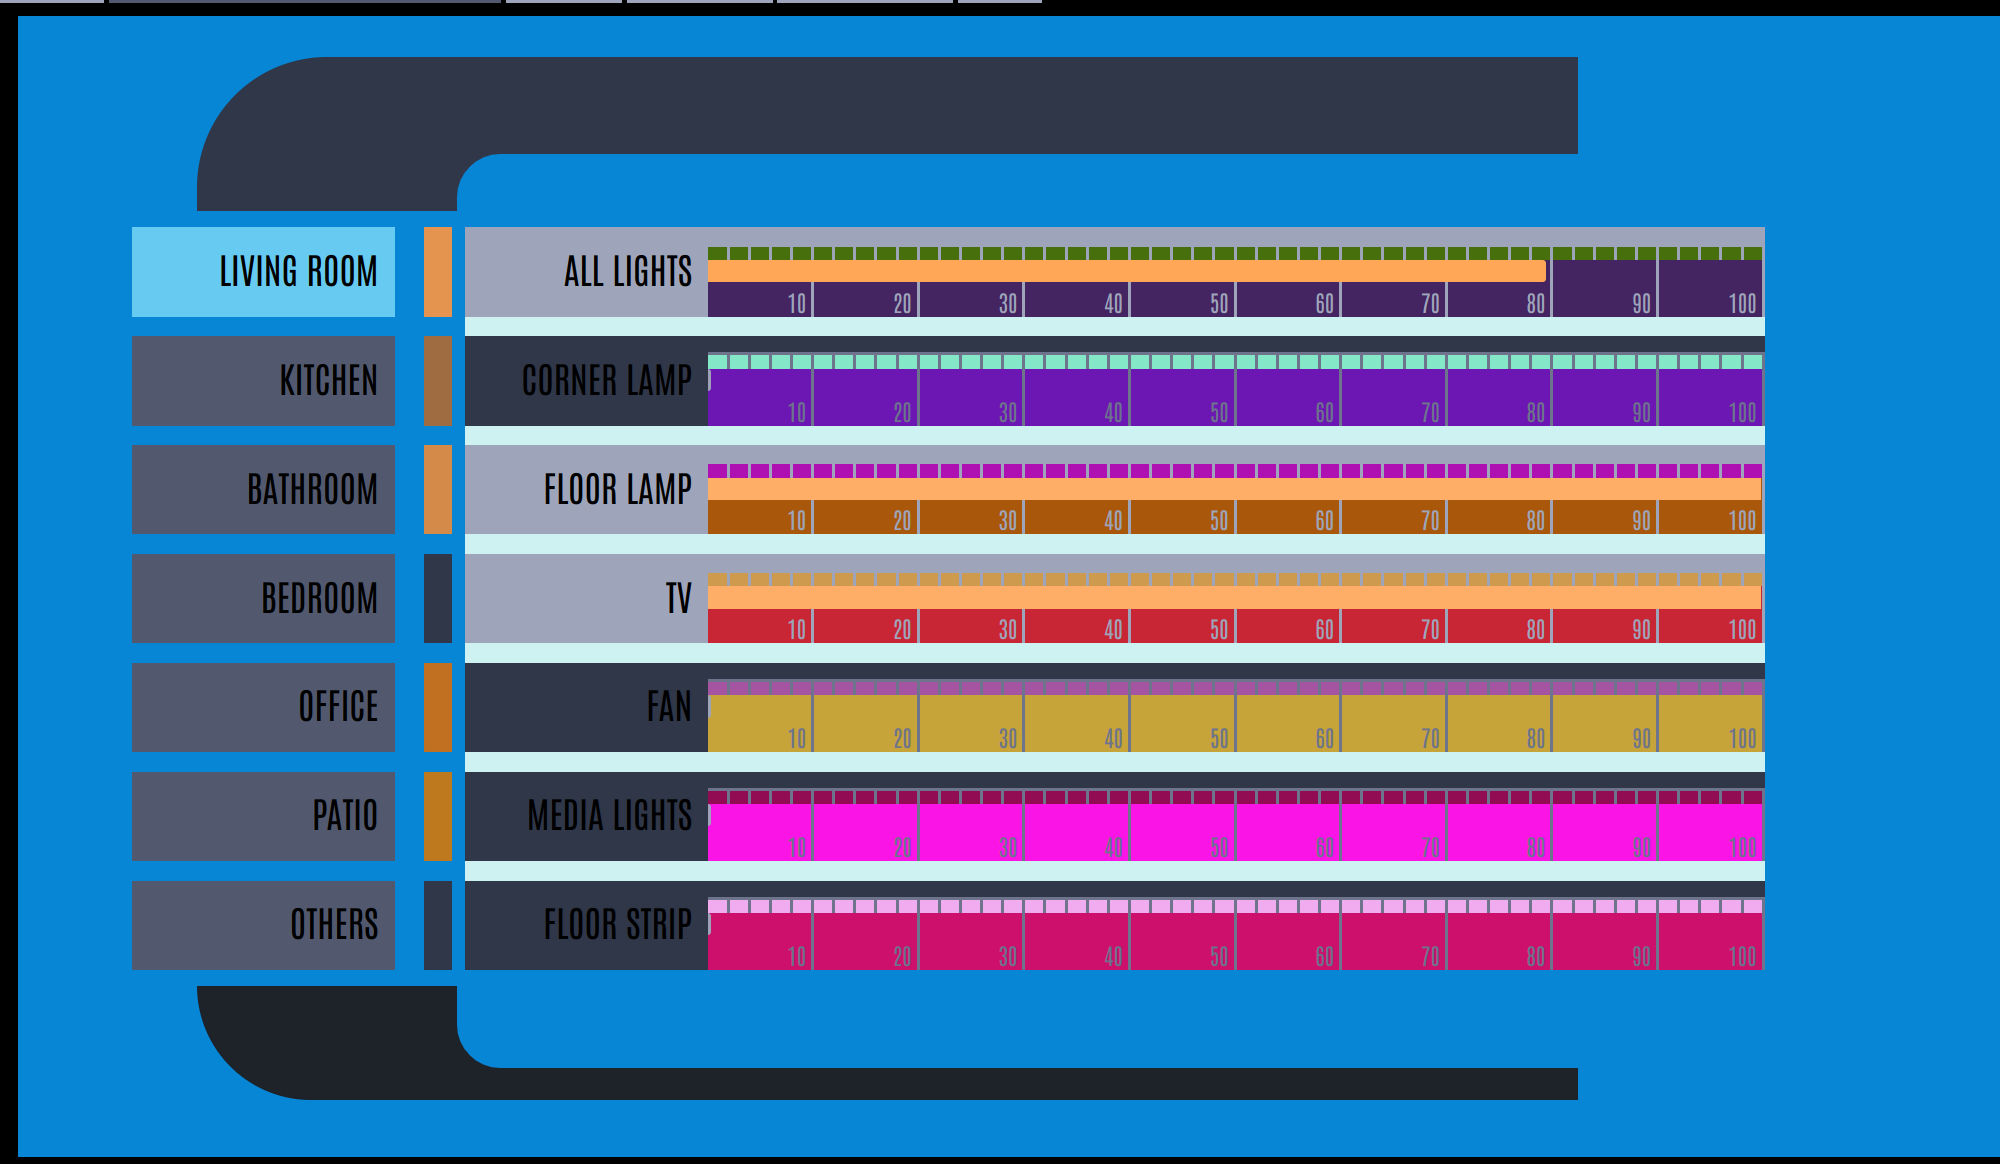 LIVING ROOM
ALL LIGHTS
10 20 30 40 50 60 70 80 90 100
KITCHEN
CORNER LAMP
10 20 30 40 50 60 70 80 90 100
BATHROOM
FLOOR LAMP
10 20 30 40 50 60 70 80 90 100
BEDROOM
TV
10 20 30 40 50 60 70 80 90 100
OFFICE
FAN
10 20 30 40 50 60 70 80 90 100
PATIO
MEDIA LIGHTS
10 20 30 40 50 60 70 80 90 100
OTHERS
FLOOR STRIP
10 20 30 40 50 60 70 80 90 100